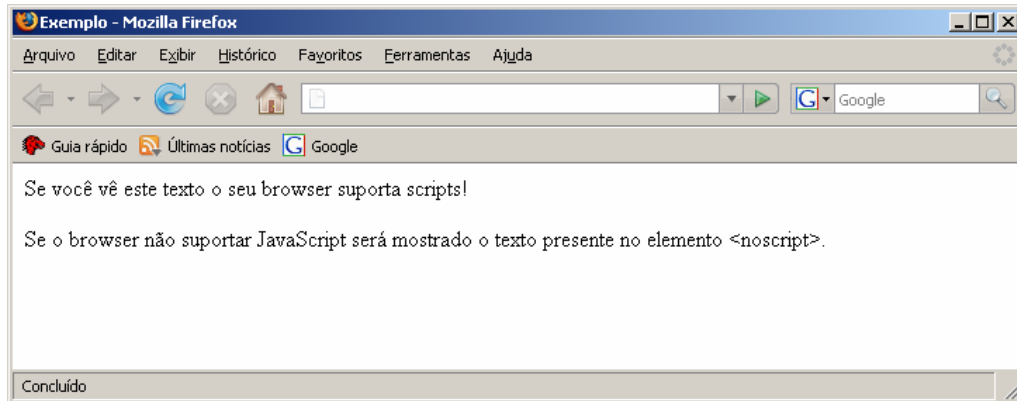 Exemplo - Mozilla Firefox
Arquivo Editar Exibir Histórico Favoritos Ferramentas Ajuda
G Google
Guia rápido Últimas notícias G Google
Se você vê este texto o seu browser suporta scripts!
Se o browser não suportar JavaScript será mostrado o texto presente no elemento <noscript>.
Concluído